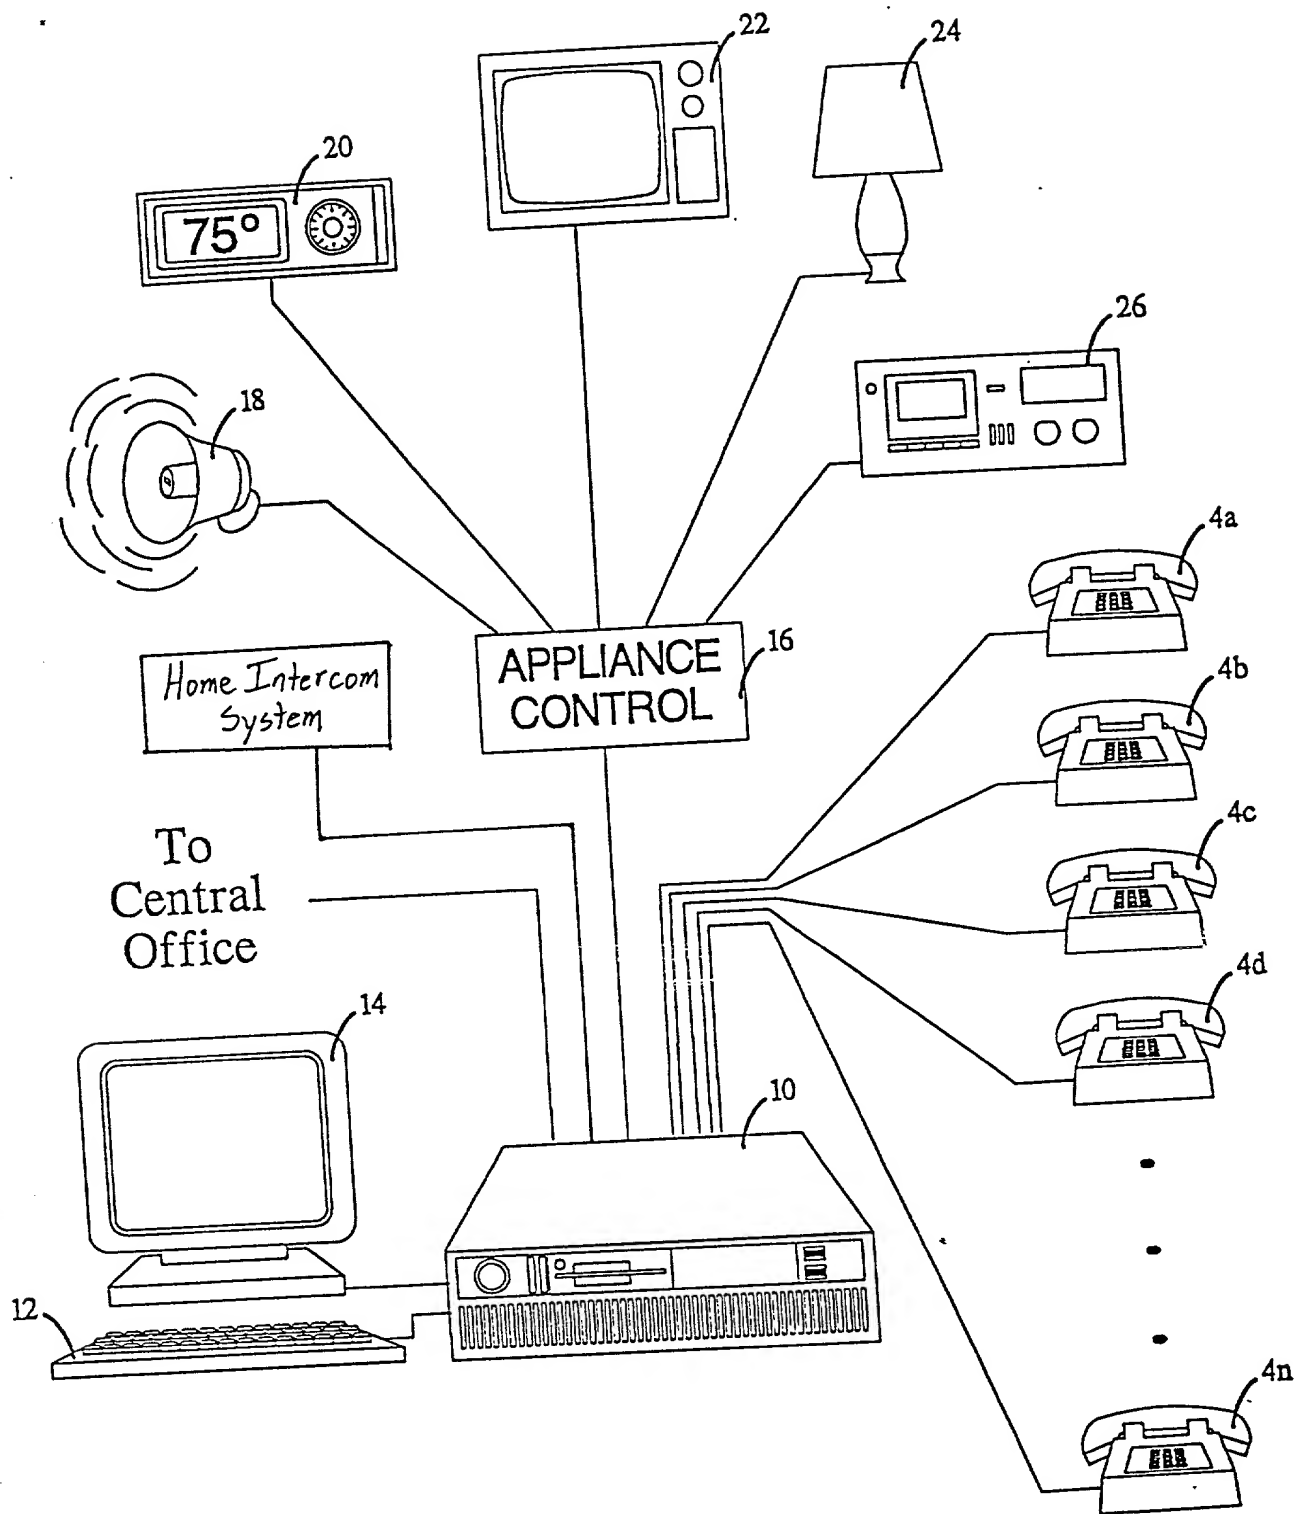 22
24
20
75°
26
18
4a
APPLIANCE
CONTROL
16
Home Intercom
System
4b
To
Central
Office
4c
4d
14
10
12
4n